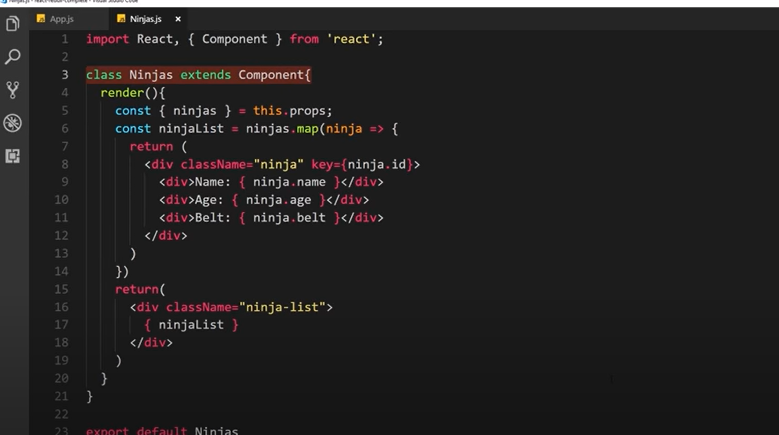 Ninjas.js - react-redux-complete - Visual Studio Code
App.js Ninjas.js ×
1 import React, { Component } from 'react';
2
3 class Ninjas extends Component{
4 render(){
5 const { ninjas } = this.props;
6 const ninjaList = ninjas.map(ninja => {
7 return (
8 <div className="ninja" key={ninja.id}>
9 <div>Name: { ninja.name }</div>
10 <div>Age: { ninja.age }</div>
11 <div>Belt: { ninja.belt }</div>
12 </div>
13 )
14 })
15 return(
16 <div className="ninja-list">
17 { ninjaList }
18 </div>
19 )
20 }
21 }
22
23 export default Ninjas